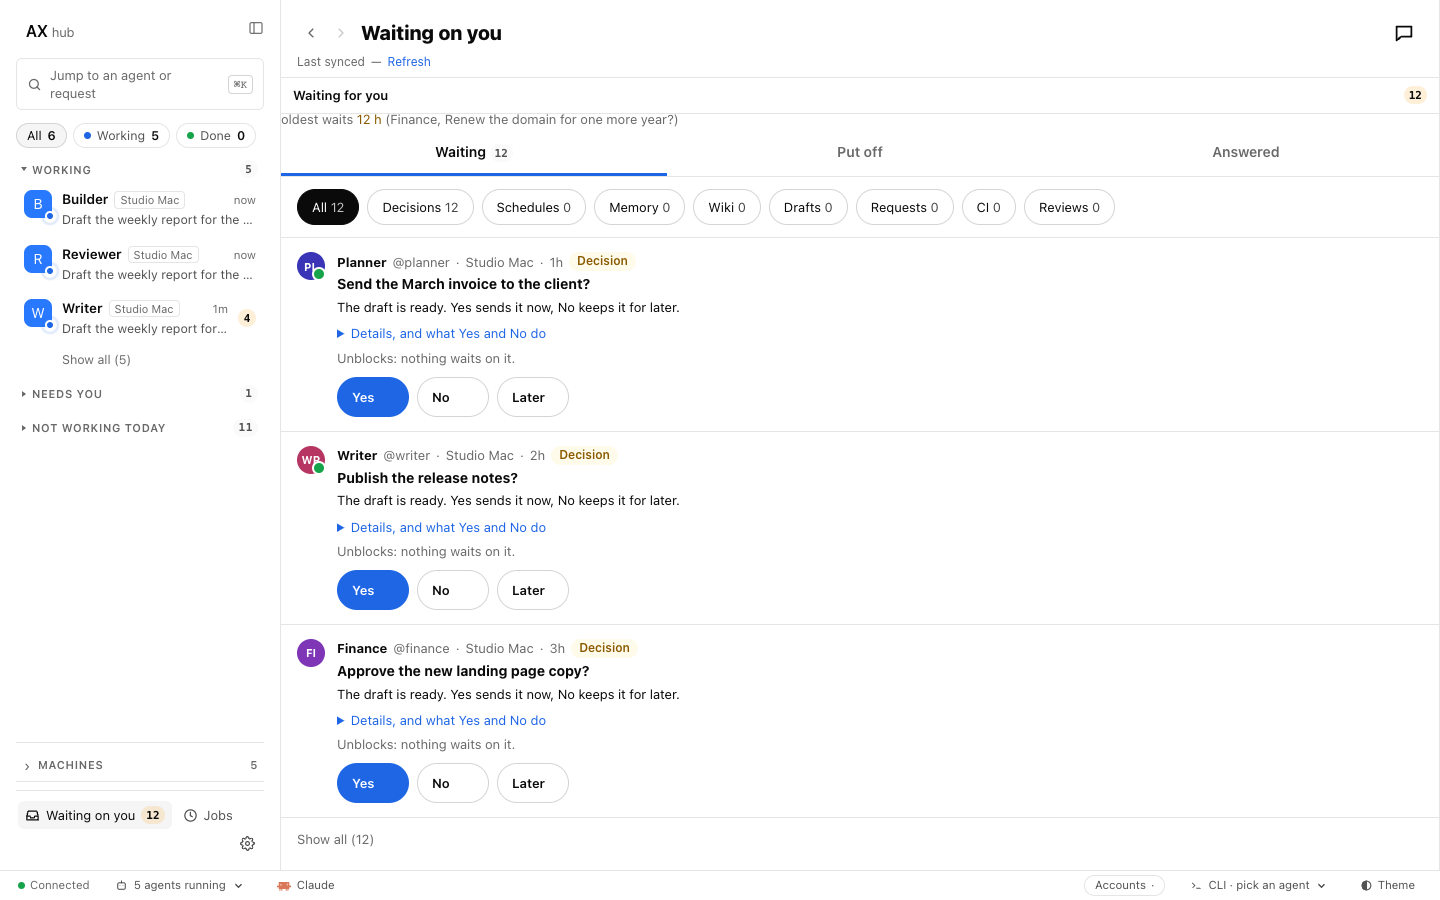 AX hub
Jump to an agent or request
⌘K
All 6
Working 5
Done 0
WORKING 5
B
Builder Studio Mac now
Draft the weekly report for the ...
R
Reviewer Studio Mac now
Draft the weekly report for the ...
W
Writer Studio Mac 1m
Draft the weekly report for... 4
Show all (5)
NEEDS YOU 1
NOT WORKING TODAY 11
MACHINES 5
Waiting on you 12
Jobs
Waiting on you
Last synced — Refresh
Waiting for you 12
oldest waits 12 h (Finance, Renew the domain for one more year?)
Waiting 12
Put off
Answered
All 12
Decisions 12
Schedules 0
Memory 0
Wiki 0
Drafts 0
Requests 0
CI 0
Reviews 0
Planner @planner · Studio Mac · 1h Decision
Send the March invoice to the client?
The draft is ready. Yes sends it now, No keeps it for later.
Details, and what Yes and No do
Unblocks: nothing waits on it.
Yes No Later
Writer @writer · Studio Mac · 2h Decision
Publish the release notes?
The draft is ready. Yes sends it now, No keeps it for later.
Details, and what Yes and No do
Unblocks: nothing waits on it.
Yes No Later
FI
Finance @finance · Studio Mac · 3h Decision
Approve the new landing page copy?
The draft is ready. Yes sends it now, No keeps it for later.
Details, and what Yes and No do
Unblocks: nothing waits on it.
Yes No Later
Show all (12)
Connected
5 agents running
Claude
Accounts ·
CLI · pick an agent
Theme